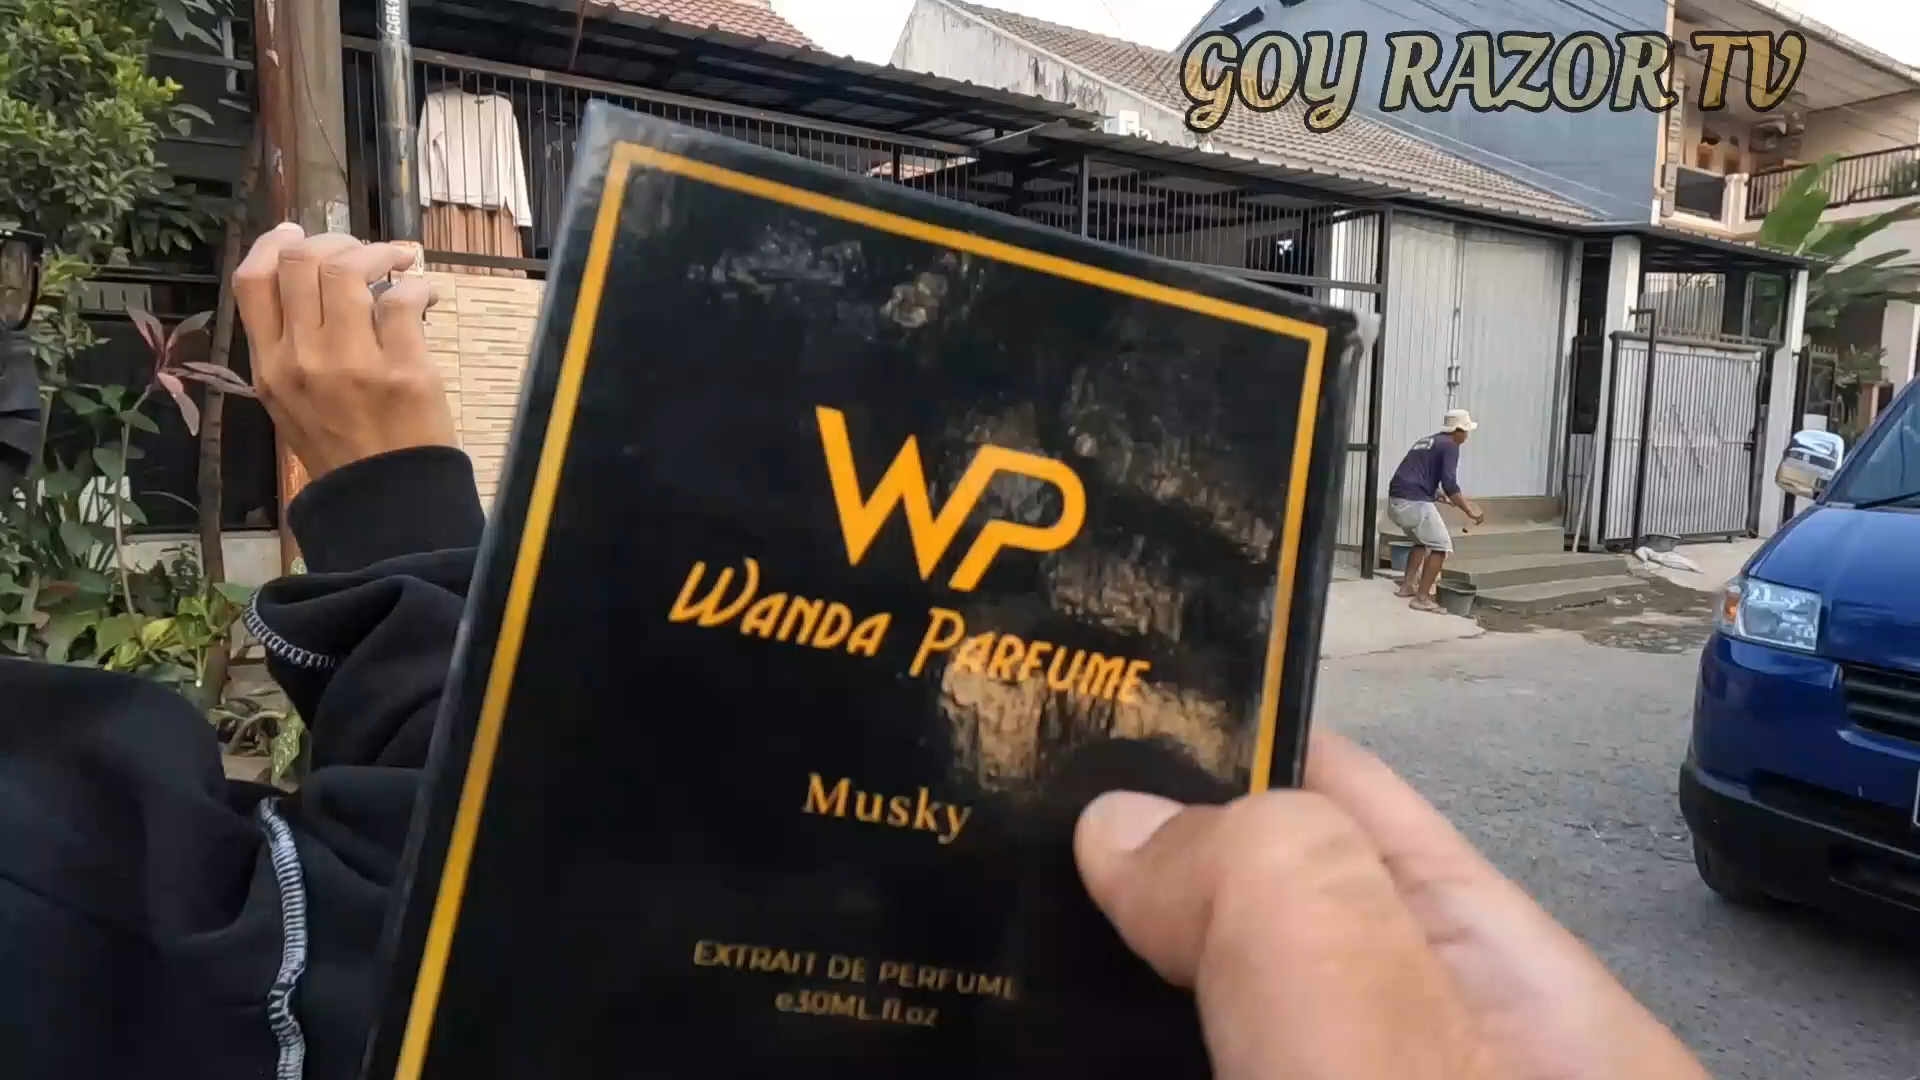 GOY RAZOR TV
WP
WANDA PARFUME
Musky
EXTRAIT DE PERFUME
e30ML.fl.oz